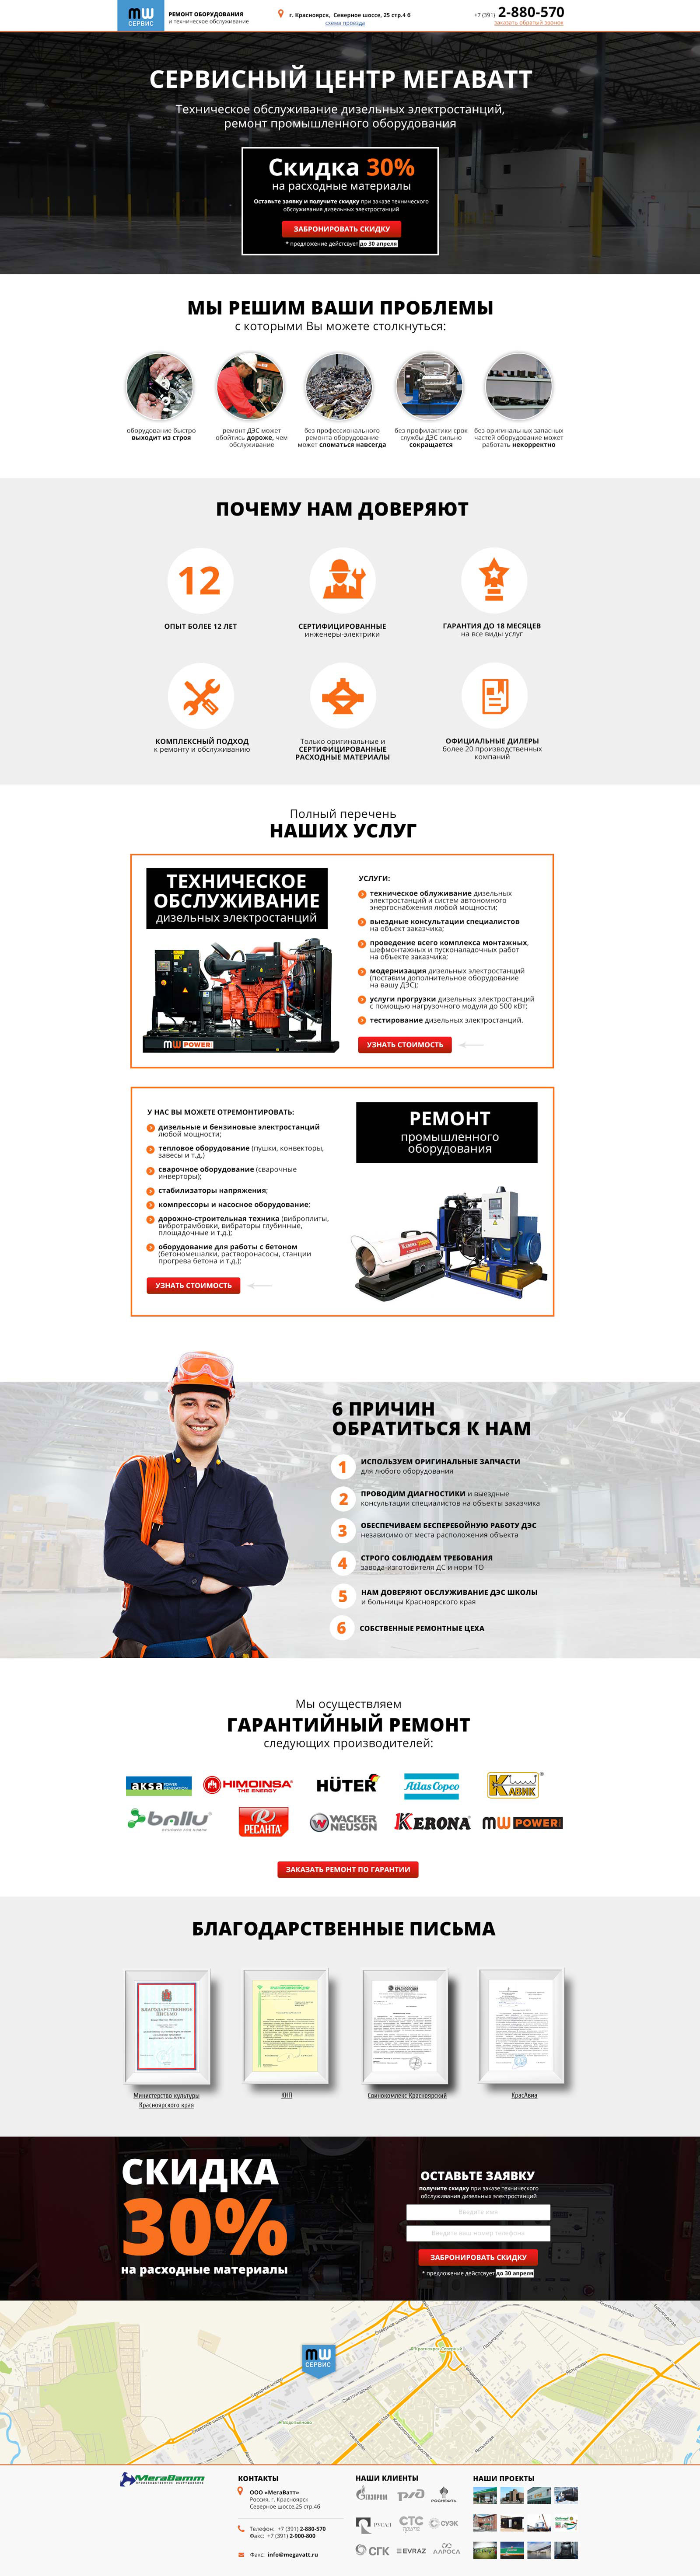 MW
СЕРВИС
РЕМОНТ ОБОРУДОВАНИЯ
и техническое обслуживание
г. Красноярск, Северное шоссе, 25 стр.4 б
схема проезда
+7 (391) 2-880-570
заказать обратый звонок
СЕРВИСНЫЙ ЦЕНТР МЕГАВАТТ
Техническое обслуживание дизельных электростанций,
ремонт промышленного оборудования
Скидка 30%
на расходные материалы
Оставьте заявку и получите скидку при заказе технического
обслуживания дизельных электростанций
ЗАБРОНИРОВАТЬ СКИДКУ
* предложение действует до 30 апреля
МЫ РЕШИМ ВАШИ ПРОБЛЕМЫ
с которыми Вы можете столкнуться:
оборудование быстро
выходит из строя
ремонт ДЭС может
обойтись дороже, чем
обслуживание
без профессионального
ремонта оборудование
может сломаться навсегда
без профилактики срок
службы ДЭС сильно
сокращается
без оригинальных запасных
частей оборудование может
работать некорректно
ПОЧЕМУ НАМ ДОВЕРЯЮТ
12
ОПЫТ БОЛЕЕ 12 ЛЕТ
СЕРТИФИЦИРОВАННЫЕ
инженеры-электрики
ГАРАНТИЯ ДО 18 МЕСЯЦЕВ
на все виды услуг
КОМПЛЕКСНЫЙ ПОДХОД
к ремонту и обслуживанию
Только оригинальные и
СЕРТИФИЦИРОВАННЫЕ
РАСХОДНЫЕ МАТЕРИАЛЫ
ОФИЦИАЛЬНЫЕ ДИЛЕРЫ
более 20 производственных
компаний
Полный перечень
НАШИХ УСЛУГ
ТЕХНИЧЕСКОЕ
ОБСЛУЖИВАНИЕ
дизельных электростанций
MW POWER
УСЛУГИ:
техническое облуживание дизельных
электростанций и систем автономного
энергоснабжения любой мощности;
выездные консультации специалистов
на объект заказчика;
проведение всего комплекса монтажных,
шефмонтажных и пусконаладочных работ
на объекте заказчика;
модернизация дизельных электростанций
(поставим дополнительное оборудование
на вашу ДЭС);
услуги прогрузки дизельных электростанций
с помощью нагрузочного модуля до 500 кВт;
тестирование дизельных электростанций.
УЗНАТЬ СТОИМОСТЬ
У НАС ВЫ МОЖЕТЕ ОТРЕМОНТИРОВАТЬ:
дизельные и бензиновые электростанций
любой мощности;
тепловое оборудование (пушки, конвекторы,
завесы и т.д.)
сварочное оборудование (сварочные
инверторы);
стабилизаторы напряжения;
компрессоры и насосное оборудование;
дорожно-строительная техника (виброплиты,
вибротрамбовки, вибраторы глубинные,
площадочные и т.д.);
оборудование для работы с бетоном
(бетономешалки, растворонасосы, станции
прогрева бетона и т.д.);
УЗНАТЬ СТОИМОСТЬ
РЕМОНТ
промышленного
оборудования
6 ПРИЧИН
ОБРАТИТЬСЯ К НАМ
1 ИСПОЛЬЗУЕМ ОРИГИНАЛЬНЫЕ ЗАПЧАСТИ
для любого оборудования
2 ПРОВОДИМ ДИАГНОСТИКИ и выездные
консультации специалистов на объекты заказчика
3 ОБЕСПЕЧИВАЕМ БЕСПЕРЕБОЙНУЮ РАБОТУ ДЭС
независимо от места расположения объекта
4 СТРОГО СОБЛЮДАЕМ ТРЕБОВАНИЯ
завода-изготовителя ДС и норм ТО
5 НАМ ДОВЕРЯЮТ ОБСЛУЖИВАНИЕ ДЭС ШКОЛЫ
и больницы Красноярского края
6 СОБСТВЕННЫЕ РЕМОНТНЫЕ ЦЕХА
Мы осуществляем
ГАРАНТИЙНЫЙ РЕМОНТ
следующих производителей:
aksa POWER GENERATION
HIMOINSA THE ENERGY
HÜTER
Atlas Copco
КАВИК
ballu
РЕСАНТА
WACKER NEUSON
KERONA
MW POWER
ЗАКАЗАТЬ РЕМОНТ ПО ГАРАНТИИ
БЛАГОДАРСТВЕННЫЕ ПИСЬМА
Министерство культуры
Красноярского края
КНП
Свинокомлекс Красноярский
КрасАвиа
СКИДКА
30%
на расходные материалы
ОСТАВЬТЕ ЗАЯВКУ
получите скидку при заказе технического
обслуживания дизельных электростанций
Введите имя
Введите ваш номер телефона
ЗАБРОНИРОВАТЬ СКИДКУ
* предложение действует до 30 апреля
MW
СЕРВИС
МегаВатт
КОНТАКТЫ
ООО «МегаВатт»
Россия, г. Красноярск
Северное шоссе,25 стр.4б
Телефон: +7 (391) 2-880-570
Факс: +7 (391) 2-900-800
Факс: info@megavatt.ru
НАШИ КЛИЕНТЫ
ГАЗПРОМ
РЖД
РОСНЕФТЬ
РУСАЛ
СТС
СУЭК
СГК
EVRAZ
АЛРОСА
НАШИ ПРОЕКТЫ